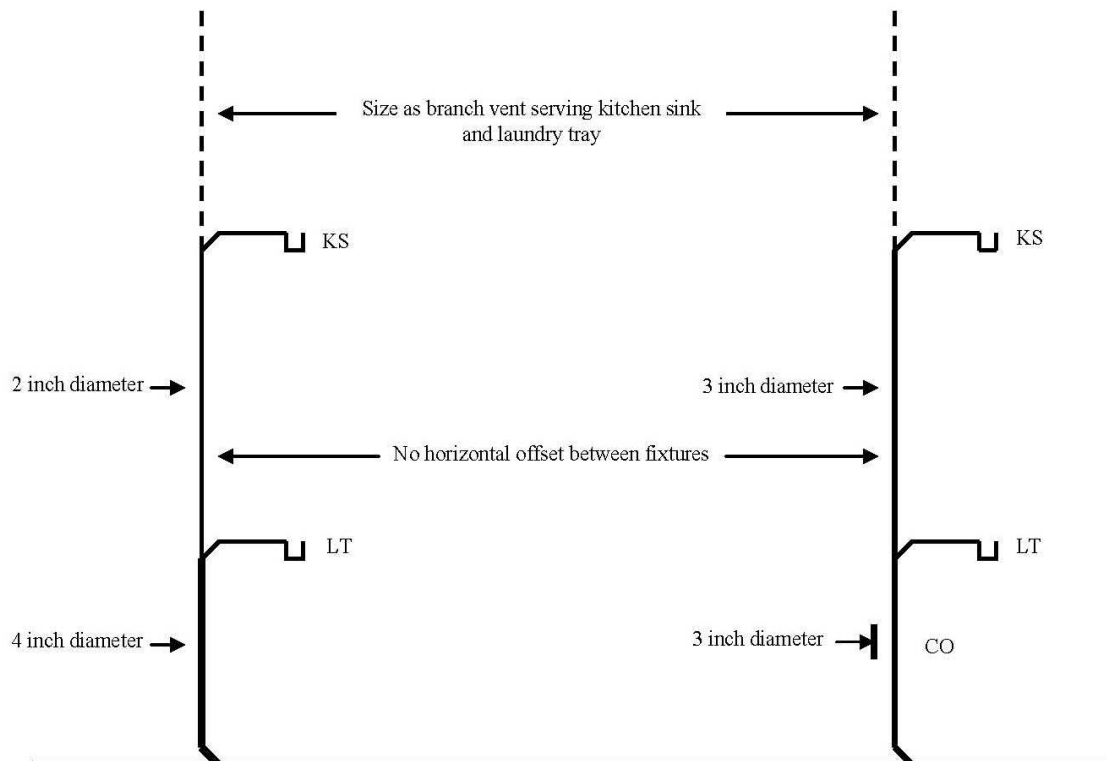 Size as branch vent serving kitchen sink
and laundry tray
KS
KS
2 inch diameter
3 inch diameter
No horizontal offset between fixtures
LT
LT
4 inch diameter
3 inch diameter
CO